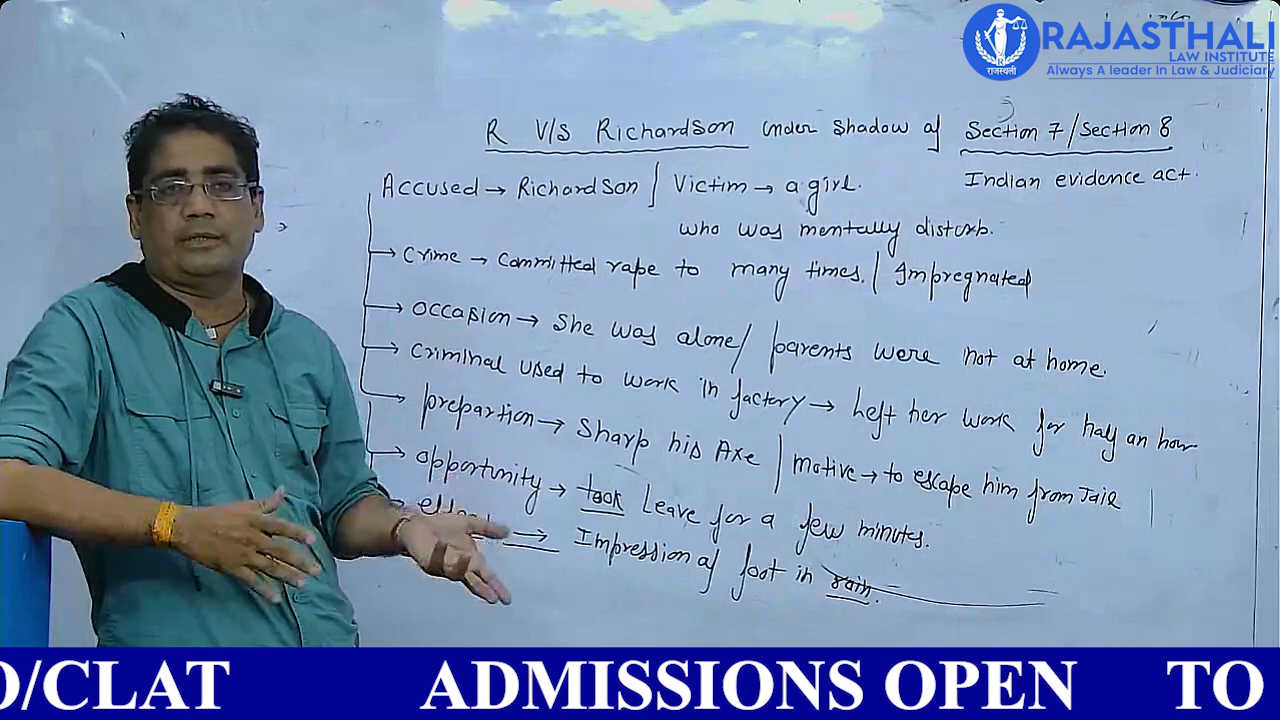 RAJASTHALI
LAW INSTITUTE
राजस्थली
Always A leader In Law & Judiciary
R V/S Richardson under shadow of Section 7/Section 8
Indian evidence act.
Accused → Richardson / Victim → a girl.
who was mentally disturb.
→ Crime → committed rape to many times. / Impregnated
→ occasion → She was alone / parents were not at home.
→ Criminal used to work in factory → Left her work for half an hour
→ prepartion → Sharp his Axe / Motive → to escape him from Jail
→ opportunity → took Leave for a few minutes.
→ Impression of foot in rain.
O/CLAT ADMISSIONS OPEN TO